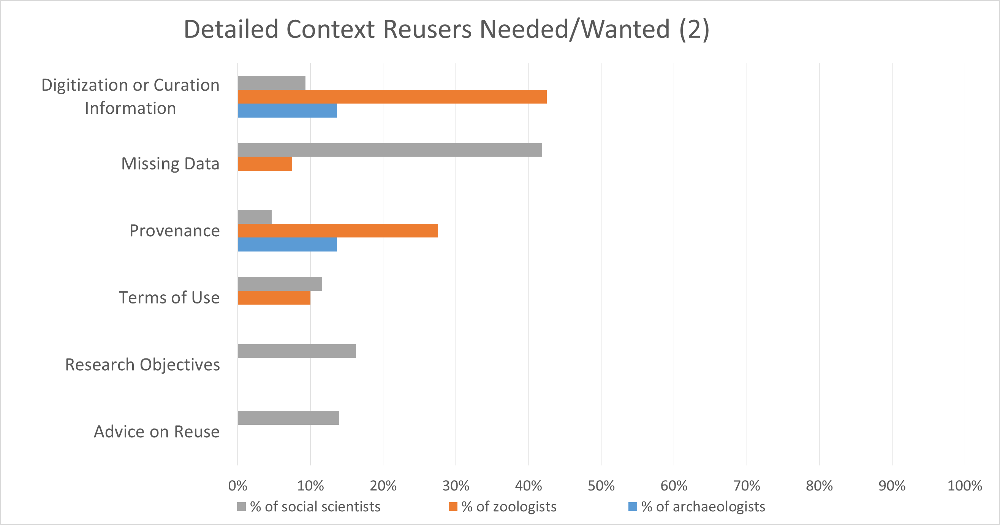 Detailed Context Reusers Needed/Wanted (2)
Digitization or Curation
Information
Missing Data
Provenance
Terms of Use
Research Objectives
Advice on Reuse
0% 10% 20% 30% 40% 50% 60% 70% 80% 90% 100%
% of social scientists % of zoologists % of archaeologists